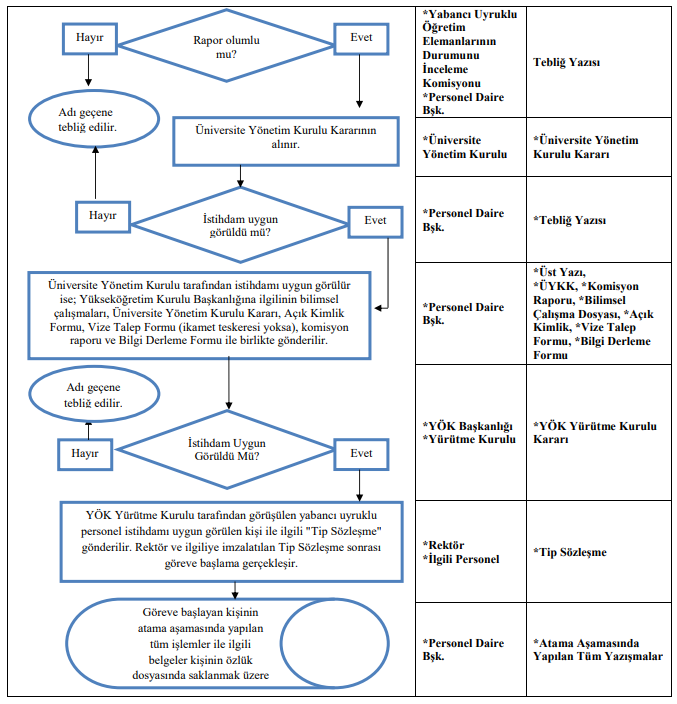 Hayır
Rapor olumlu
mu?
Evet
*Yabancı Uyruklu
Öğretim
Elemanlarının
Durumunu
İnceleme
Komisyonu
*Personel Daire
Bşk.
Tebliğ Yazısı
Adı geçene
tebliğ edilir.
Üniversite Yönetim Kurulu Kararının
alınır.
*Üniversite
Yönetim Kurulu
*Üniversite Yönetim
Kurulu Kararı
Hayır
İstihdam uygun
görüldü mü?
Evet
*Personel Daire
Bşk.
*Tebliğ Yazısı
Üniversite Yönetim Kurulu tarafından istihdamı uygun görülür
ise; Yükseköğretim Kurulu Başkanlığına ilgilinin bilimsel
çalışmaları, Üniversite Yönetim Kurulu Kararı, Açık Kimlik
Formu, Vize Talep Formu (ikamet teskeresi yoksa), komisyon
raporu ve Bilgi Derleme Formu ile birlikte gönderilir.
*Personel Daire
Bşk.
*Üst Yazı,
*ÜYKK, *Komisyon
Raporu, *Bilimsel
Çalışma Dosyası, *Açık
Kimlik, *Vize Talep
Formu, *Bilgi Derleme
Formu
Adı geçene
tebliğ edilir.
Hayır
İstihdam Uygun
Görüldü Mü?
Evet
*YÖK Başkanlığı
*Yürütme Kurulu
*YÖK Yürütme Kurulu
Kararı
YÖK Yürütme Kurulu tarafından görüşülen yabancı uyruklu
personel istihdamı uygun görülen kişi ile ilgili "Tip Sözleşme"
gönderilir. Rektör ve ilgiliye imzalatılan Tip Sözleşme sonrası
göreve başlama gerçekleşir.
*Rektör
*İlgili Personel
*Tip Sözleşme
Göreve başlayan kişinin
atama aşamasında yapılan
tüm işlemler ile ilgili
belgeler kişinin özlük
dosyasında saklanmak üzere
*Personel Daire
Bşk.
*Atama Aşamasında
Yapılan Tüm Yazışmalar